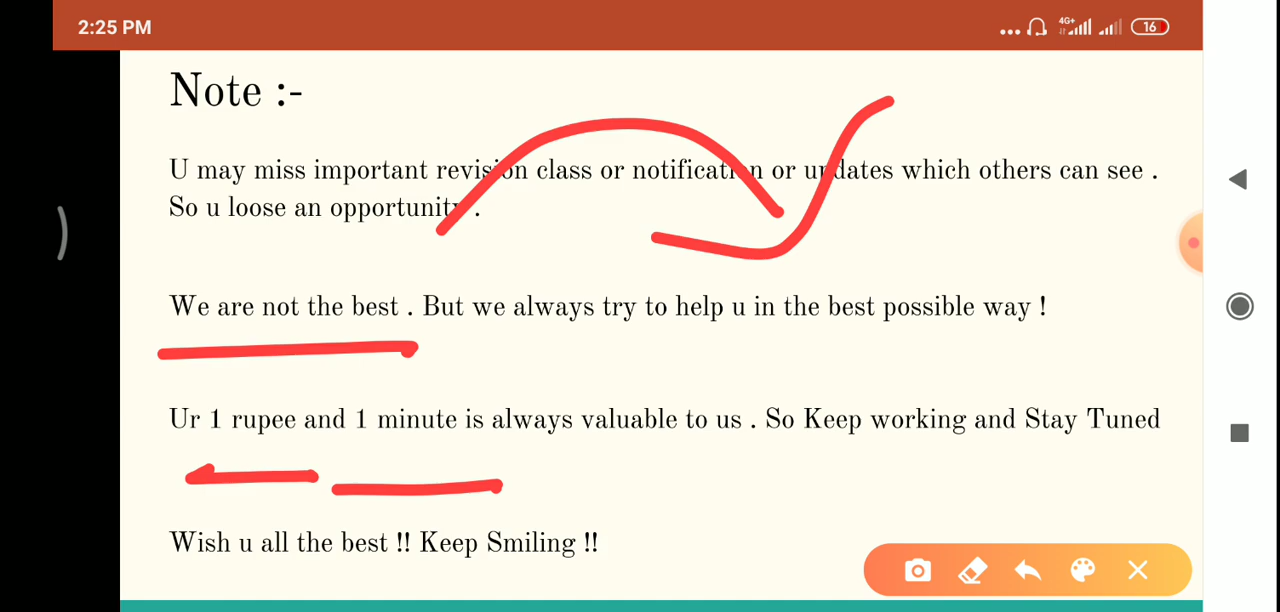 2:25 PM
4G+
16
Note :-
U may miss important revision class or notification or updates which others can see .
So u loose an opportunity .
We are not the best . But we always try to help u in the best possible way !
Ur 1 rupee and 1 minute is always valuable to us . So Keep working and Stay Tuned
Wish u all the best !! Keep Smiling !!